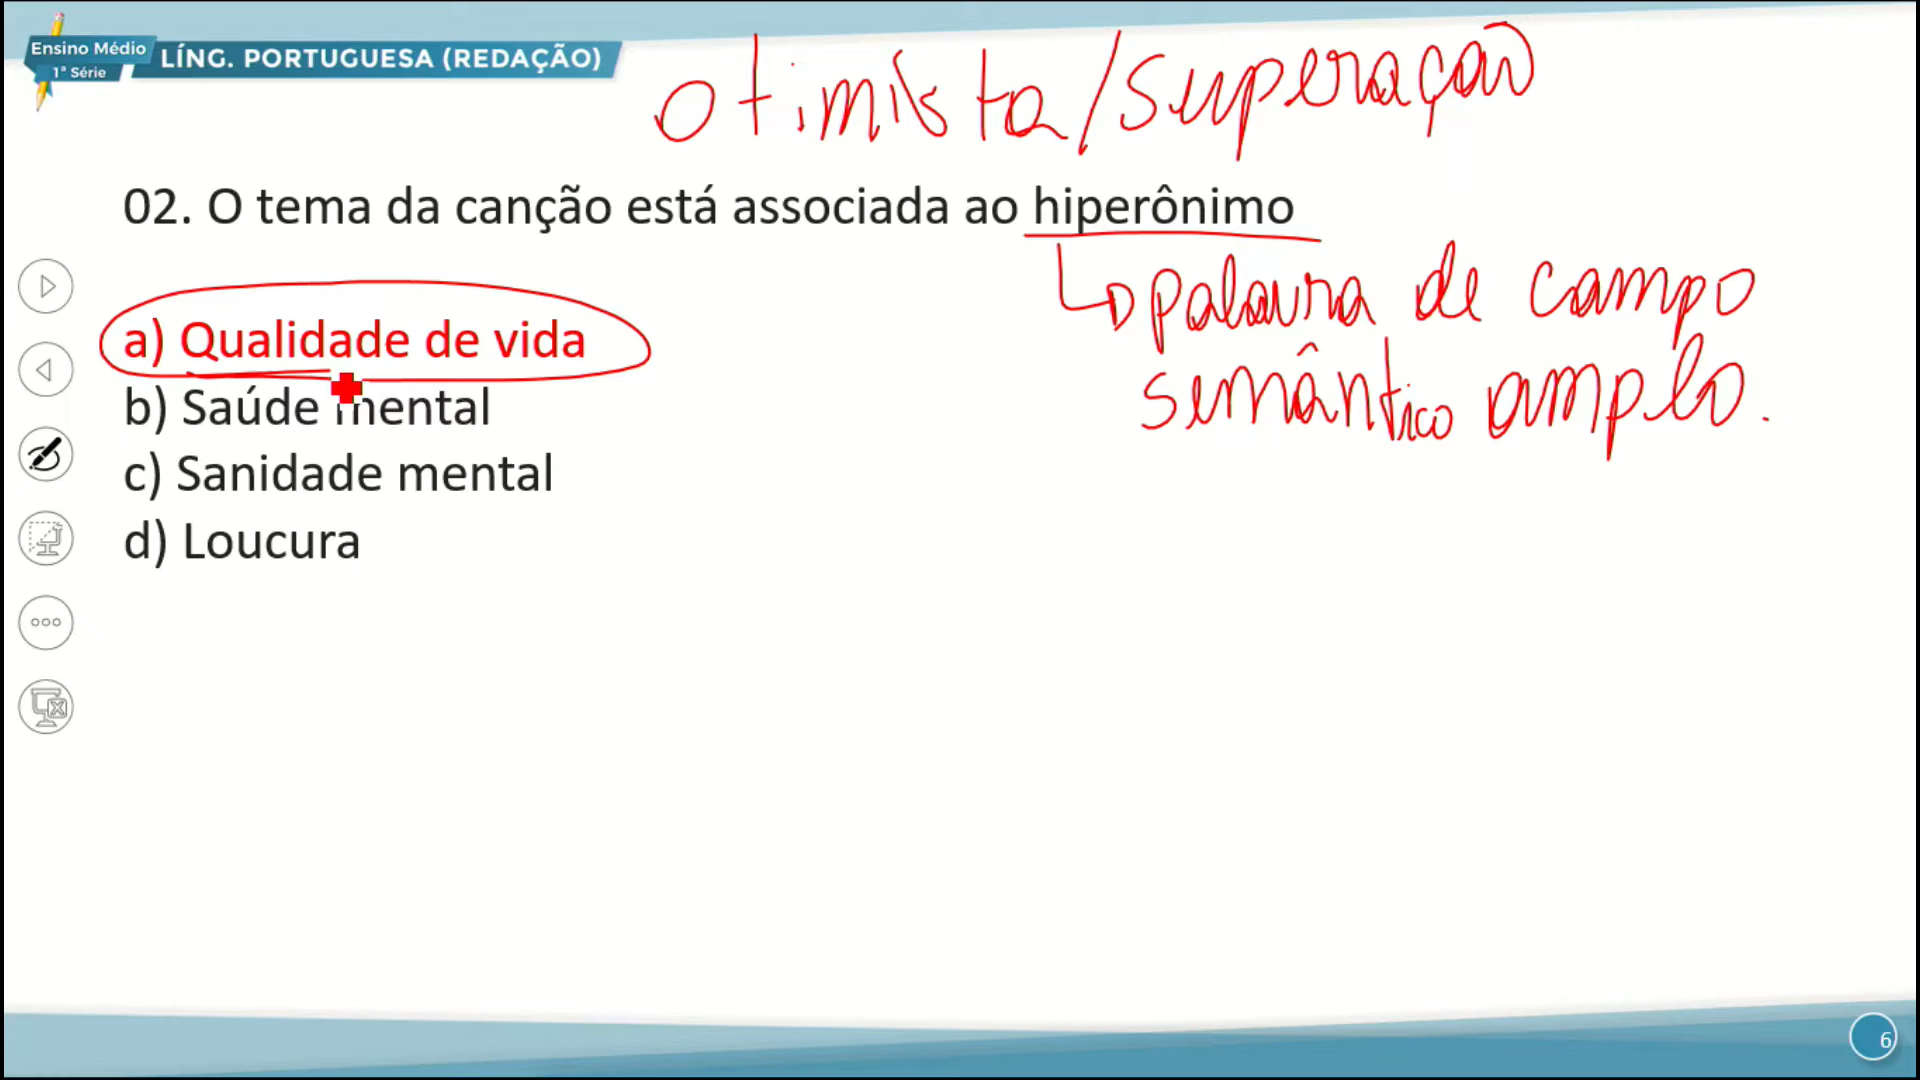 Ensino Médio
1ª Série
LÍNG. PORTUGUESA (REDAÇÃO)
otimista/superação
02. O tema da canção está associada ao hiperônimo
palavra de campo
semântico amplo.
a) Qualidade de vida
b) Saúde mental
c) Sanidade mental
d) Loucura
6